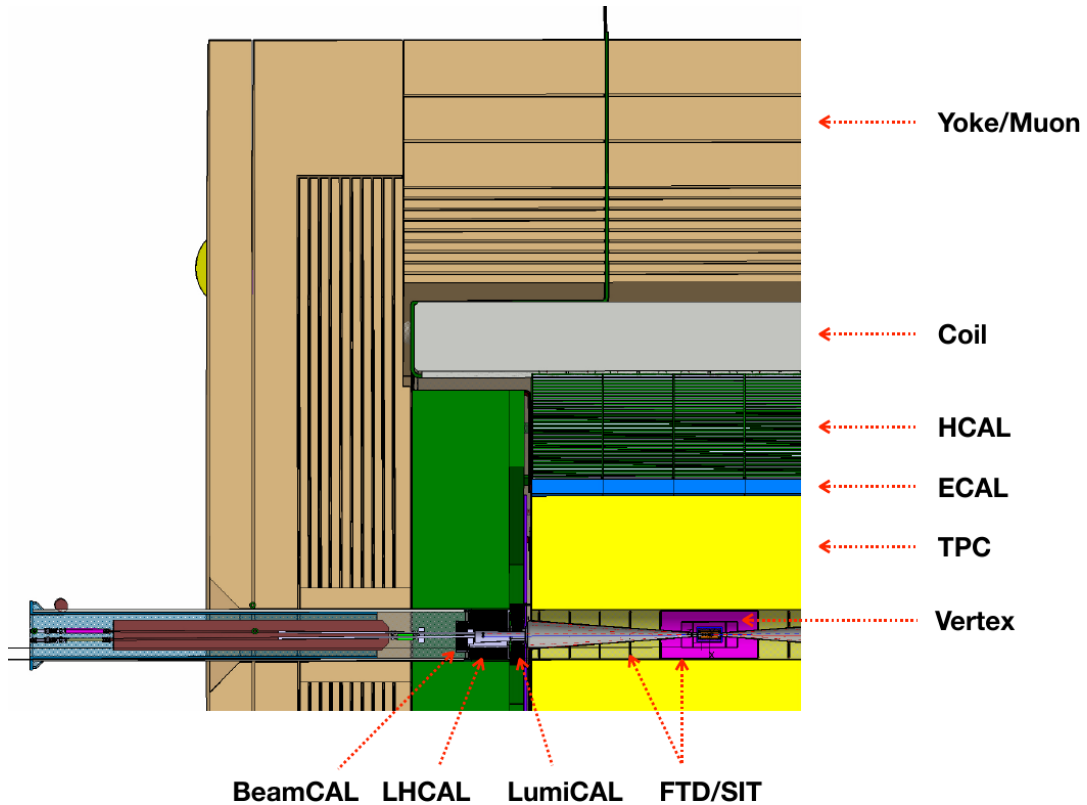 Yoke/Muon
Coil
HCAL
ECAL
TPC
Vertex
BeamCAL LHCAL LumiCAL FTD/SIT